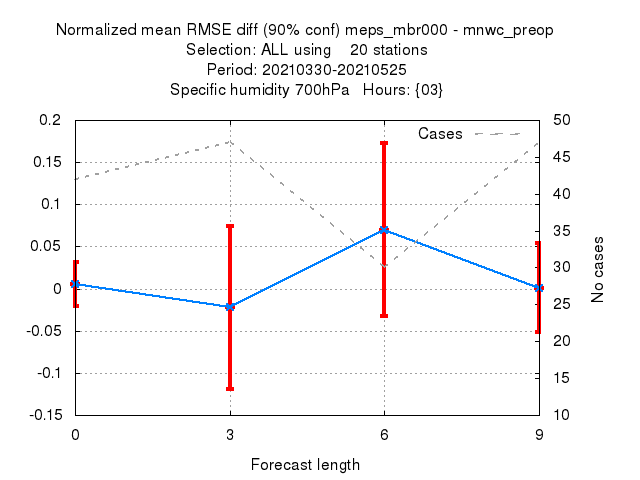 Normalized mean RMSE diff (90% conf) meps_mbr000 - mnwc_preop
Selection: ALL using    20 stations
Period: 20210330-20210525
Specific humidity 700hPa   Hours: {03}
Cases
0.2
0.15
0.1
0.05
0
-0.05
-0.1
-0.15
50
45
40
35
30
25
20
15
10
No cases
0 3 6 9
Forecast length